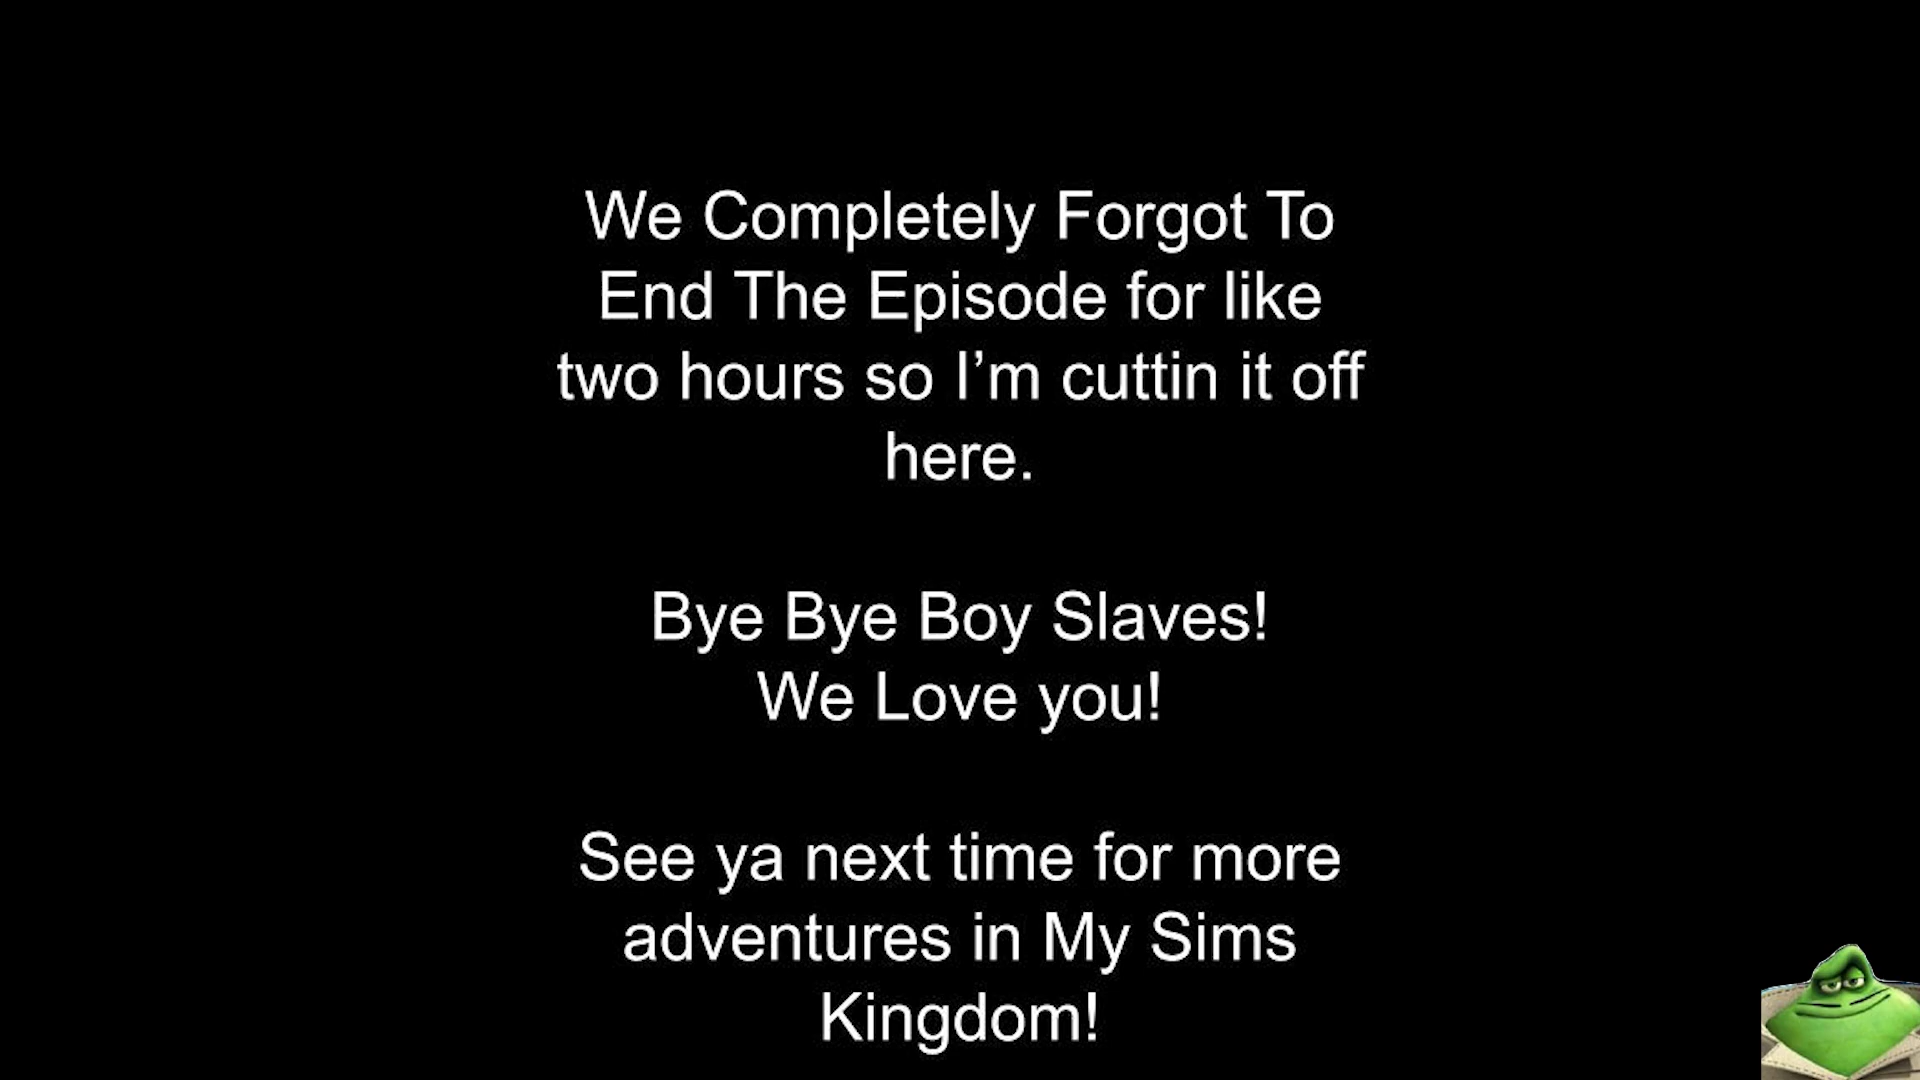 We Completely Forgot To
End The Episode for like
two hours so I’m cuttin it off
here.
Bye Bye Boy Slaves!
We Love you!
See ya next time for more
adventures in My Sims
Kingdom!